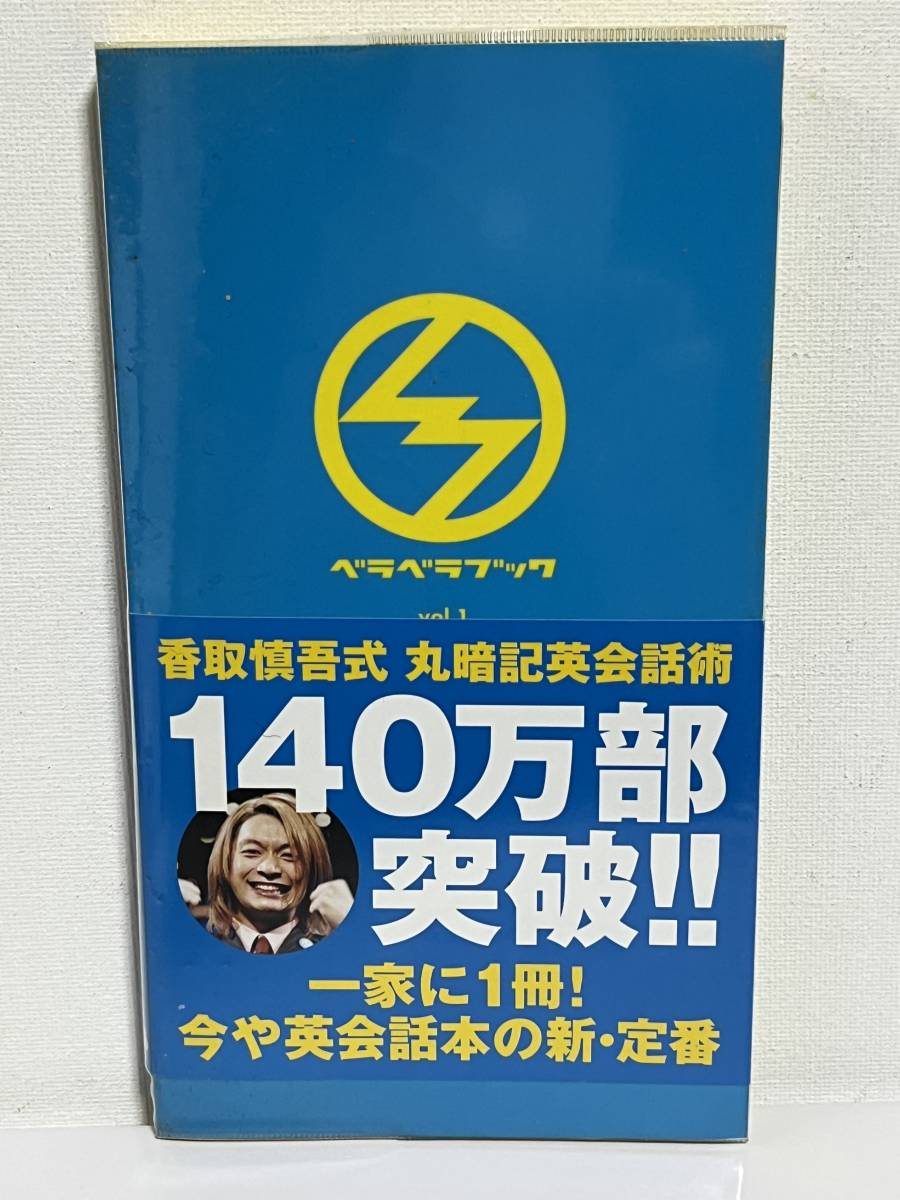 ベラベラブック
vol.1
香取慎吾式 丸暗記英会話術
140万部
突破!!
一家に1冊!
今や英会話本の新・定番